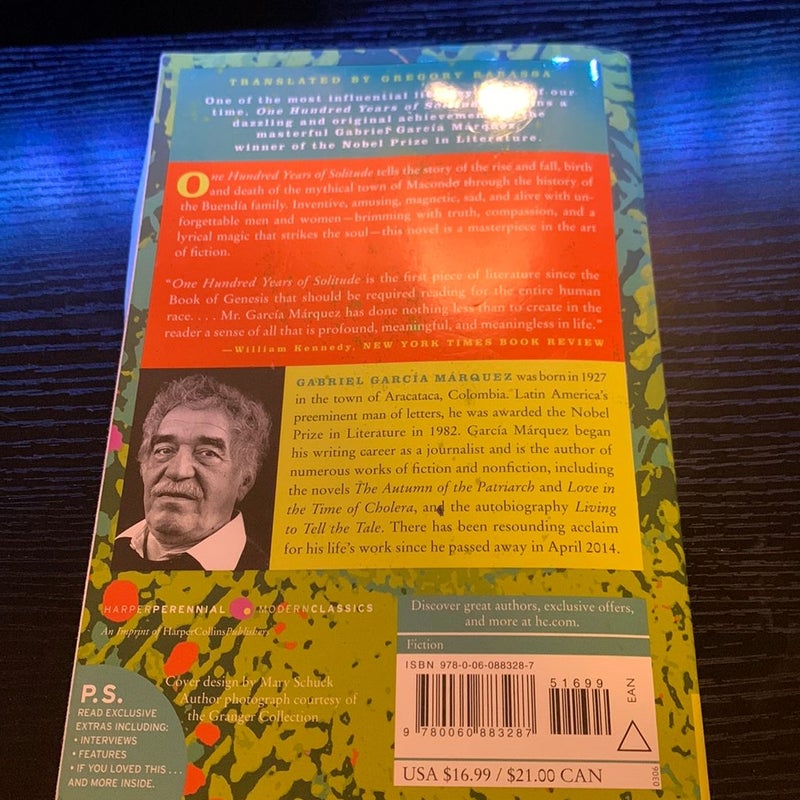 TRANSLATED BY GREGORY RABASSA
One of the most influential of our
time, One Hundred Years of Solitude a
dazzling and original achievement the
masterful Gabriel García Márquez,
winner of the Nobel Prize in Literature.
One Hundred Years of Solitude tells the story of the rise and fall, birth
and death of the mythical town of Macondo through the history of
the Buendía family. Inventive, amusing, magnetic, sad, and alive with un-
forgettable men and women—brimming with truth, compassion, and a
lyrical magic that strikes the soul—this novel is a masterpiece in the art
of fiction.
“One Hundred Years of Solitude is the first piece of literature since the
Book of Genesis that should be required reading for the entire human
race. . . . Mr. García Márquez has done nothing less than to create in the
reader a sense of all that is profound, meaningful, and meaningless in life.”
—William Kennedy, NEW YORK TIMES BOOK REVIEW
GABRIEL GARCÍA MÁRQUEZ was born in 1927
in the town of Aracataca, Colombia. Latin America’s
preeminent man of letters, he was awarded the Nobel
Prize in Literature in 1982. García Márquez began
his writing career as a journalist and is the author of
numerous works of fiction and nonfiction, including
the novels The Autumn of the Patriarch and Love in
the Time of Cholera, and the autobiography Living
to Tell the Tale. There has been resounding acclaim
for his life’s work since he passed away in April 2014.
HARPERPERENNIAL MODERNCLASSICS
An Imprint of HarperCollinsPublishers
Cover design by Mary Schuck
Author photograph courtesy of
the Granger Collection
P.S.
READ EXCLUSIVE
EXTRAS INCLUDING:
• INTERVIEWS
• FEATURES
• IF YOU LOVED THIS . . .
AND MORE INSIDE.
Discover great authors, exclusive offers,
and more at hc.com.
Fiction
ISBN 978-0-06-088328-7
51699
EAN
9 780060 883287
USA $16.99 / $21.00 CAN
0306